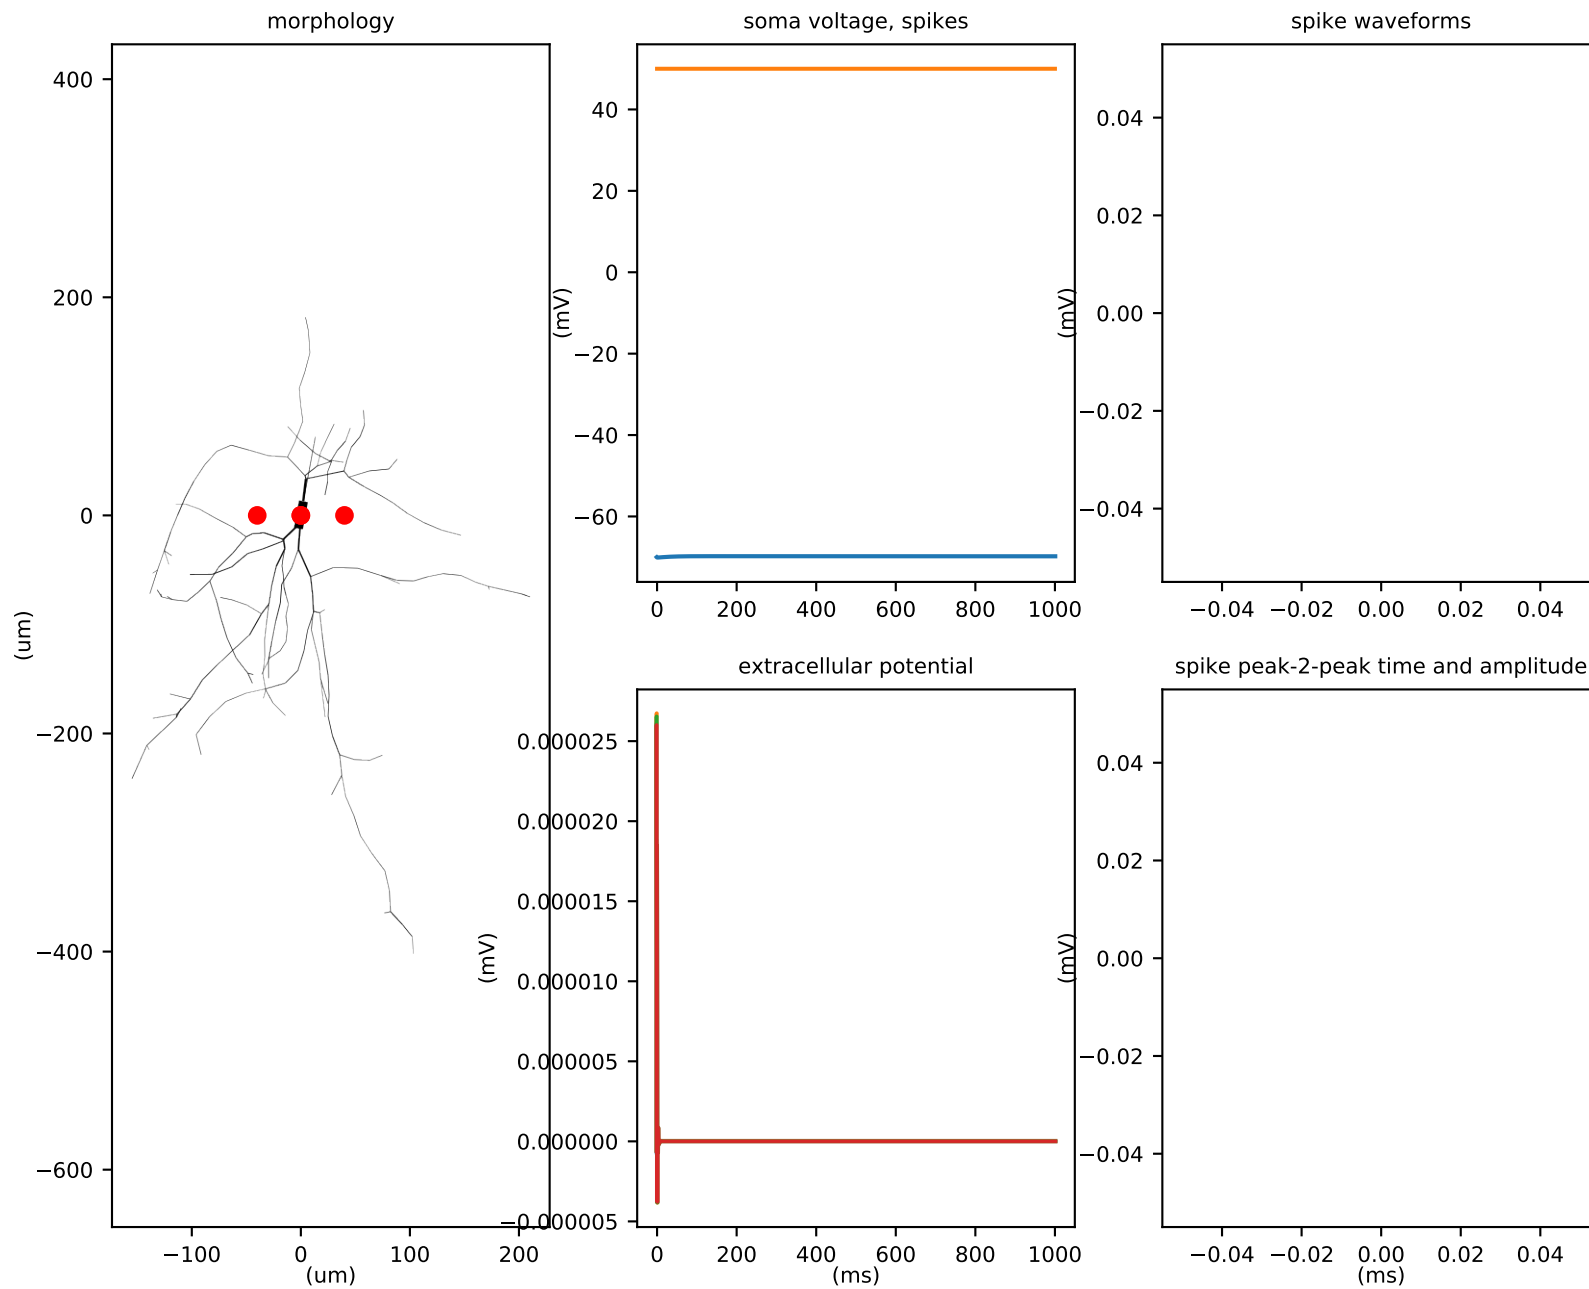 morphology
400
200
0
−200
−400
−600
(um)
−100 0 100 200
(um)
soma voltage, spikes
40
20
0
−20
−40
−60
(mV)
0 200 400 600 800 1000
spike waveforms
0.04
0.02
0.00
−0.02
−0.04
(mV)
−0.04 −0.02 0.00 0.02 0.04
extracellular potential
0.000025
0.000020
0.000015
0.000010
0.000005
0.000000
−0.000005
(mV)
0 200 400 600 800 1000
(ms)
spike peak-2-peak time and amplitude
0.04
0.02
0.00
−0.02
−0.04
(mV)
−0.04 −0.02 0.00 0.02 0.04
(ms)